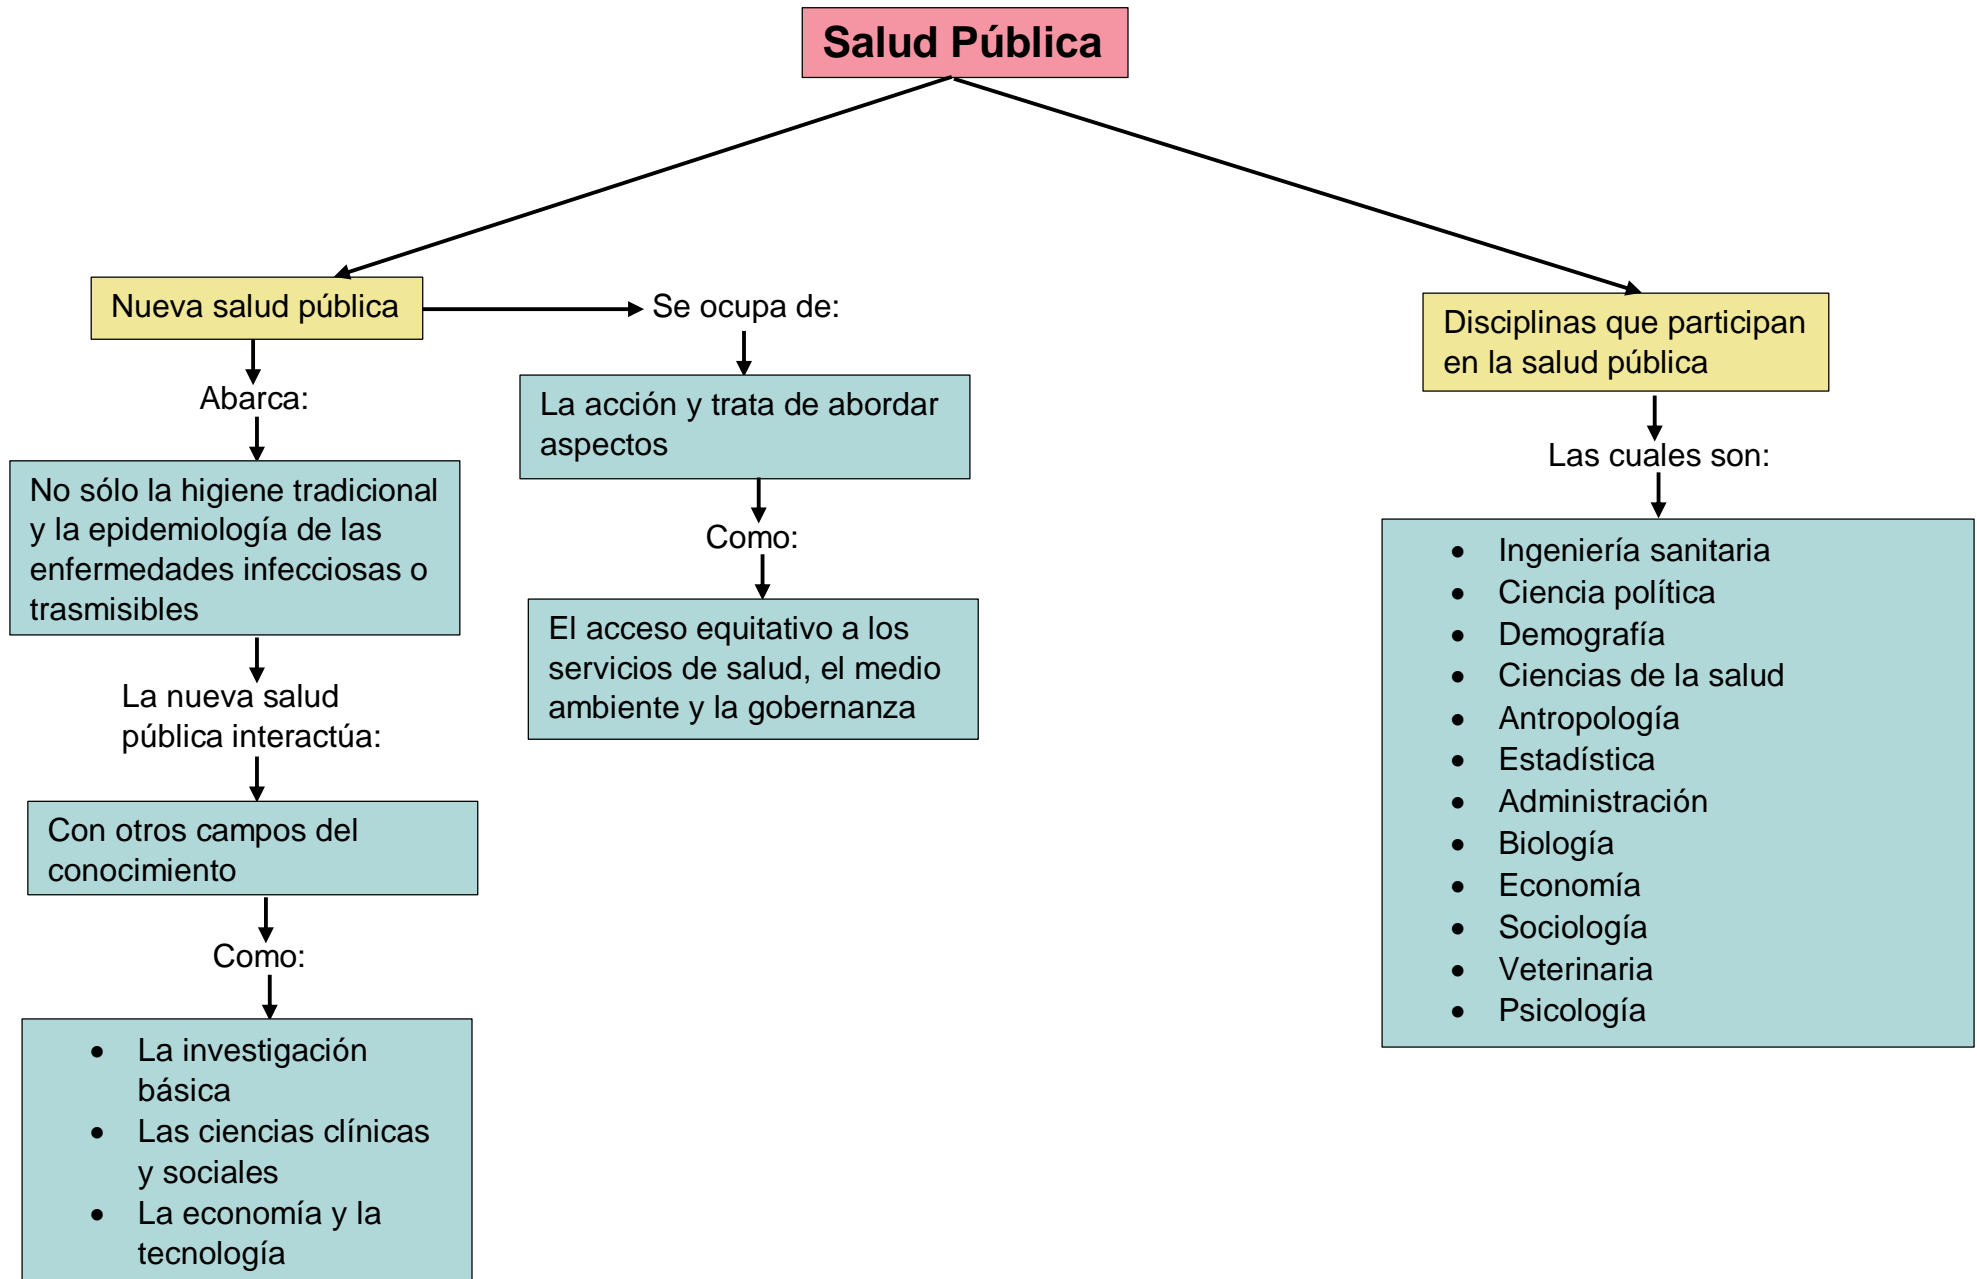 Salud Pública
Nueva salud pública
Se ocupa de:
Abarca:
La acción y trata de abordar
aspectos
No sólo la higiene tradicional
y la epidemiología de las
enfermedades infecciosas o
trasmisibles
Como:
El acceso equitativo a los
servicios de salud, el medio
ambiente y la gobernanza
La nueva salud
pública interactúa:
Con otros campos del
conocimiento
Como:
• La investigación
básica
• Las ciencias clínicas
y sociales
• La economía y la
tecnología
Disciplinas que participan
en la salud pública
Las cuales son:
• Ingeniería sanitaria
• Ciencia política
• Demografía
• Ciencias de la salud
• Antropología
• Estadística
• Administración
• Biología
• Economía
• Sociología
• Veterinaria
• Psicología